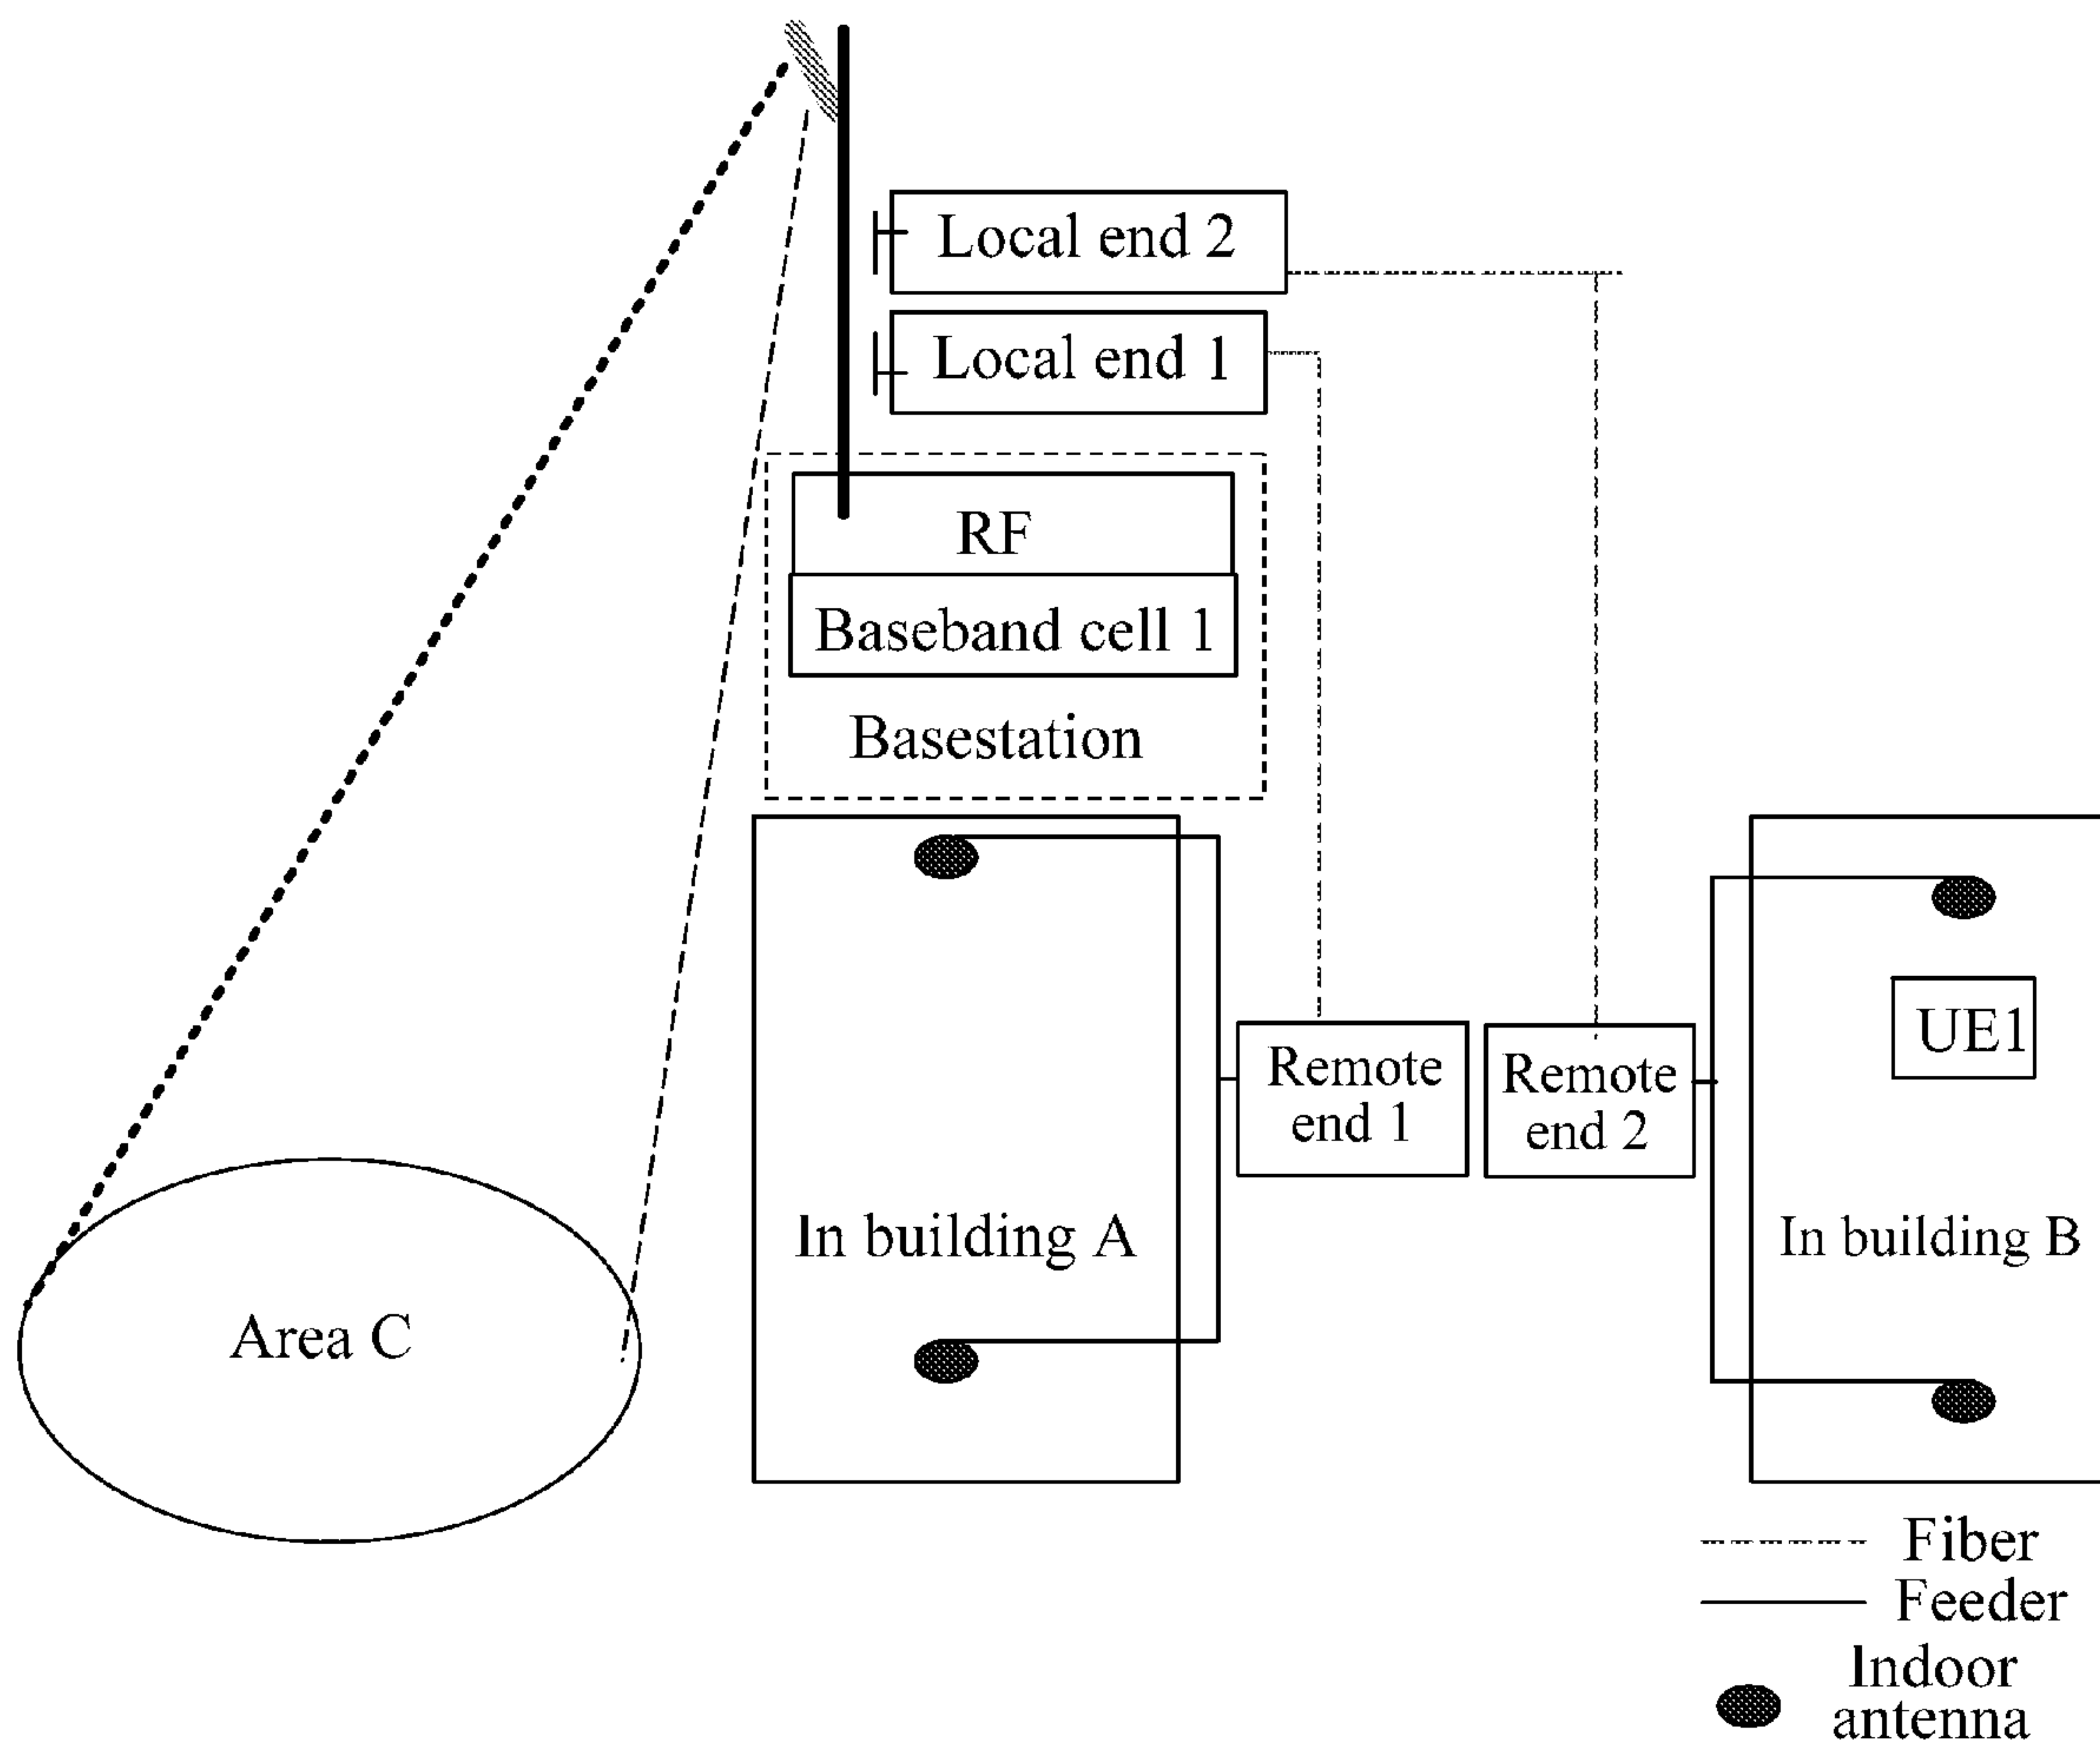 Local end 2
Local end 1
RF
Baseband cell 1
Basestation
UE1
Remote
end 1
Remote
end 2
In building A
In building B
Area C
Fiber
Feeder
Indoor
antenna